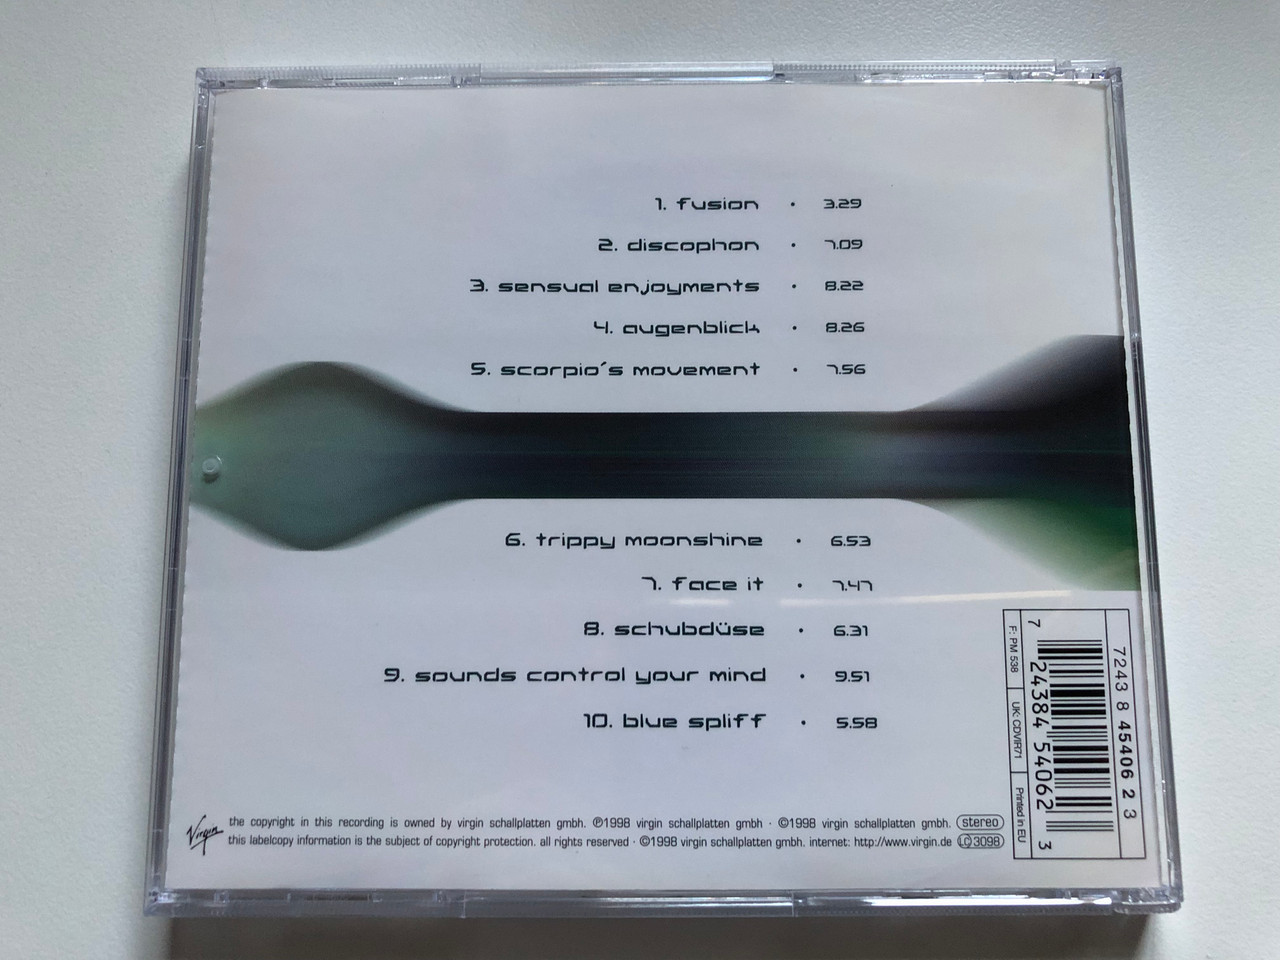 1. fusion • 3.29
2. discophon • 7.09
3. sensual enjoyments • 8.22
4. augenblick • 8.26
5. scorpio´s movement • 7.56
6. trippy moonshine • 6.53
7. face it • 7.47
8. schubdüse • 6.31
9. sounds control your mind • 9.51
10. blue spliff • 5.58
Virgin
the copyright in this recording is owned by virgin schallplatten gmbh. ℗1998 virgin schallplatten gmbh · ©1998 virgin schallplatten gmbh. stereo
this labelcopy information is the subject of copyright protection. all rights reserved · ©1998 virgin schallplatten gmbh. internet: http://www.virgin.de LC 3098
F: PM 538
UK: CDVIR71
Printed in EU
7 24384 54062 3
7243 8 45406 2 3